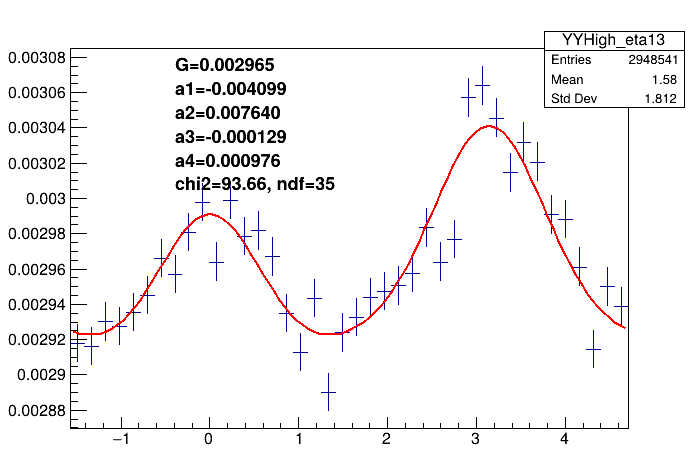 YYHigh_eta13
Entries 2948541
Mean 1.58
Std Dev 1.812
G=0.002965
a1=-0.004099
a2=0.007640
a3=-0.000129
a4=0.000976
chi2=93.66, ndf=35
0.00308
0.00306
0.00304
0.00302
0.003
0.00298
0.00296
0.00294
0.00292
0.0029
0.00288
−1 0 1 2 3 4